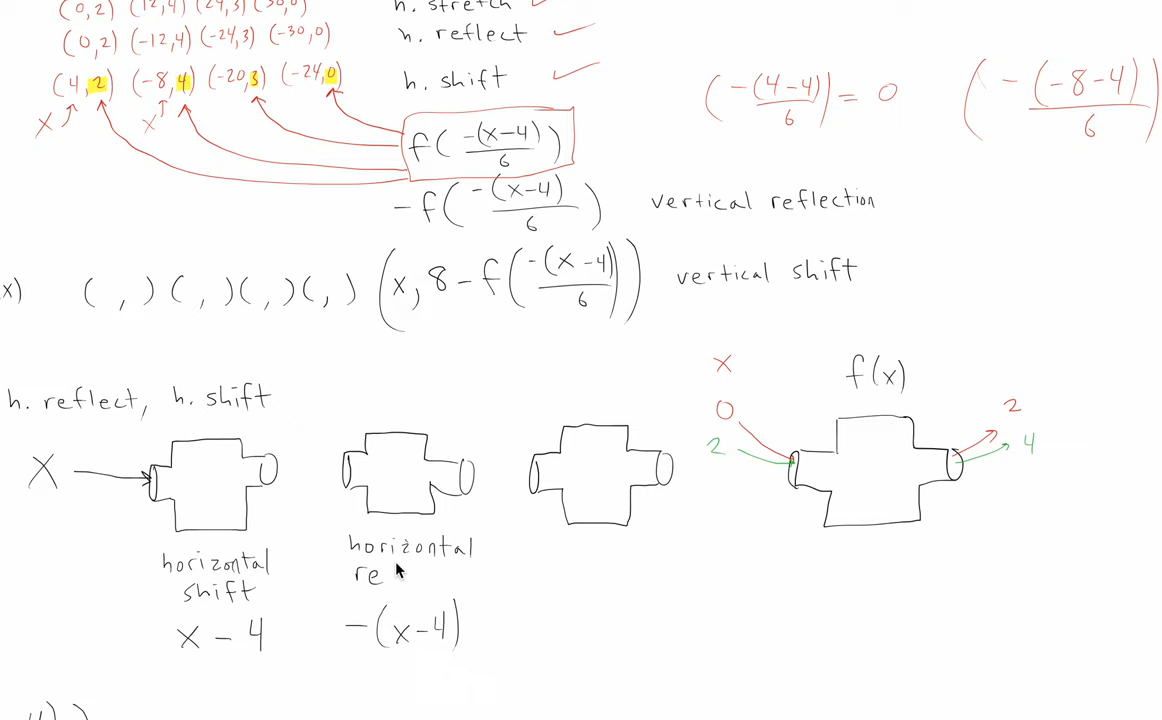 (0,2) (12,4) (24,3) (30,0) h. stretch ✓
(0,2) (-12,4) (-24,3) (-30,0) h. reflect ✓
(4,2) (-8,4) (-20,3) (-24,0) h. shift ✓
(-(4-4)/6) = 0 (-(-8-4)/6)
x x
f(-(x-4)/6)
-f(-(x-4)/6) vertical reflection
x) ( , ) ( , ) ( , ) ( , ) (x, 8 - f(-(x-4)/6)) vertical shift
h. reflect, h. shift
x f(x)
0 2
2 4
X
horizontal shift
x - 4
horizontal re
-(x-4)